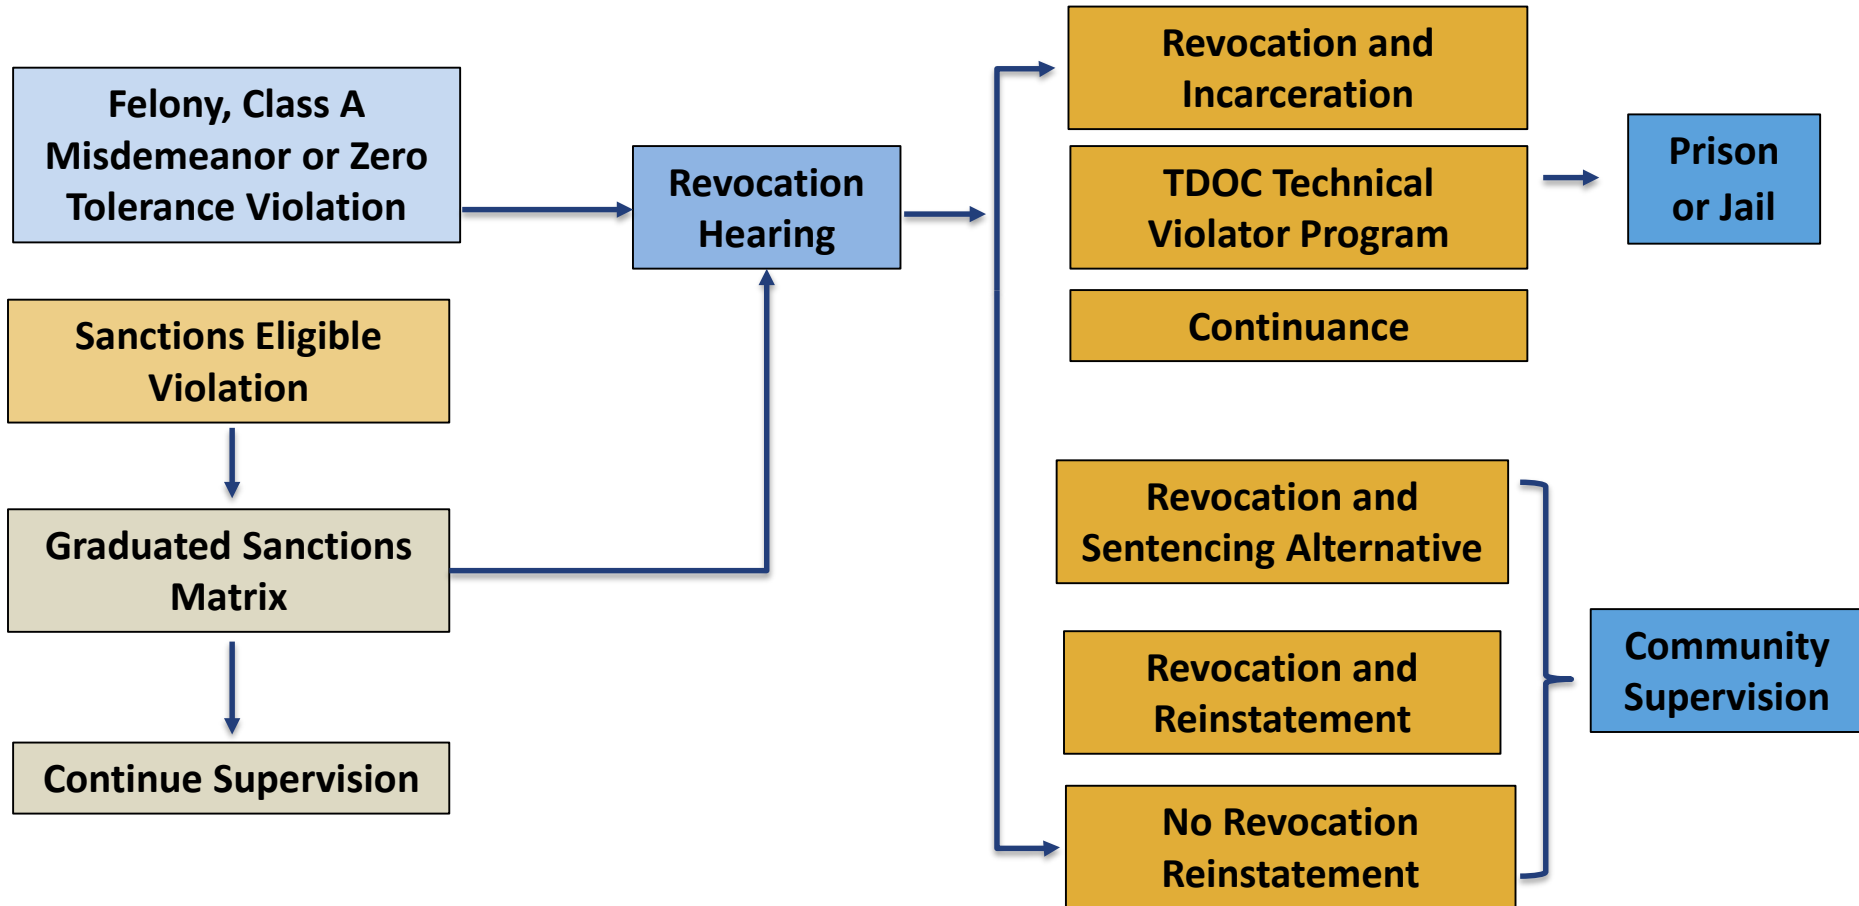 Felony, Class A
Misdemeanor or Zero
Tolerance Violation
Sanctions Eligible
Violation
Graduated Sanctions
Matrix
Continue Supervision
Revocation
Hearing
Revocation and
Incarceration
TDOC Technical
Violator Program
Continuance
Prison
or Jail
Revocation and
Sentencing Alternative
Revocation and
Reinstatement
No Revocation
Reinstatement
Community
Supervision